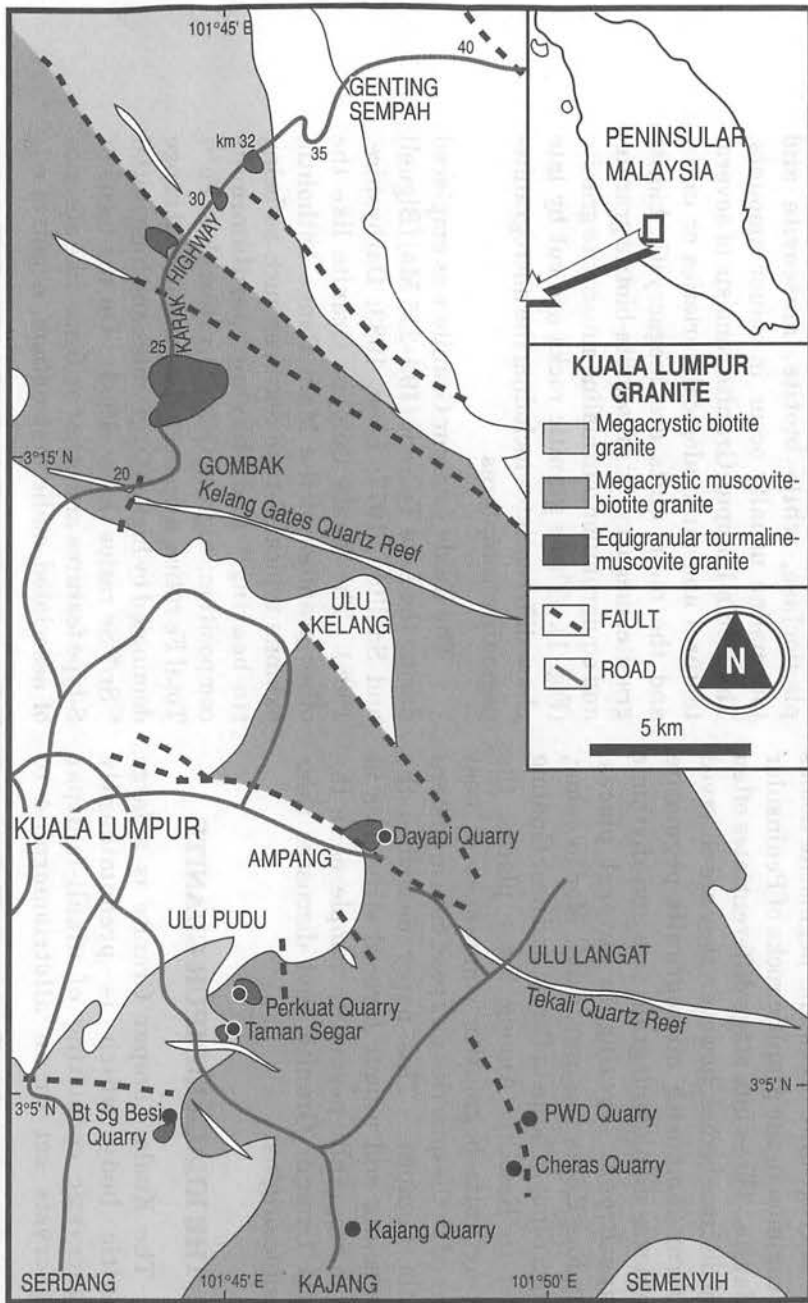 101°45' E
40
GENTING
SEMPAH
km 32
35
30
KARAK HIGHWAY
25
3°15' N
20
GOMBAK
Kelang Gates Quartz Reef
ULU
KELANG
KUALA LUMPUR
AMPANG
Dayapi Quarry
ULU PUDU
ULU LANGAT
Tekali Quartz Reef
Perkuat Quarry
Taman Segar
3°5' N
3°5' N
Bt Sg Besi
Quarry
PWD Quarry
Cheras Quarry
Kajang Quarry
SERDANG
101°45' E
KAJANG
101°50' E
SEMENYIH
PENINSULAR
MALAYSIA
KUALA LUMPUR
GRANITE
Megacrystic biotite
granite
Megacrystic muscovite-
biotite granite
Equigranular tourmaline-
muscovite granite
FAULT
ROAD
N
5 km